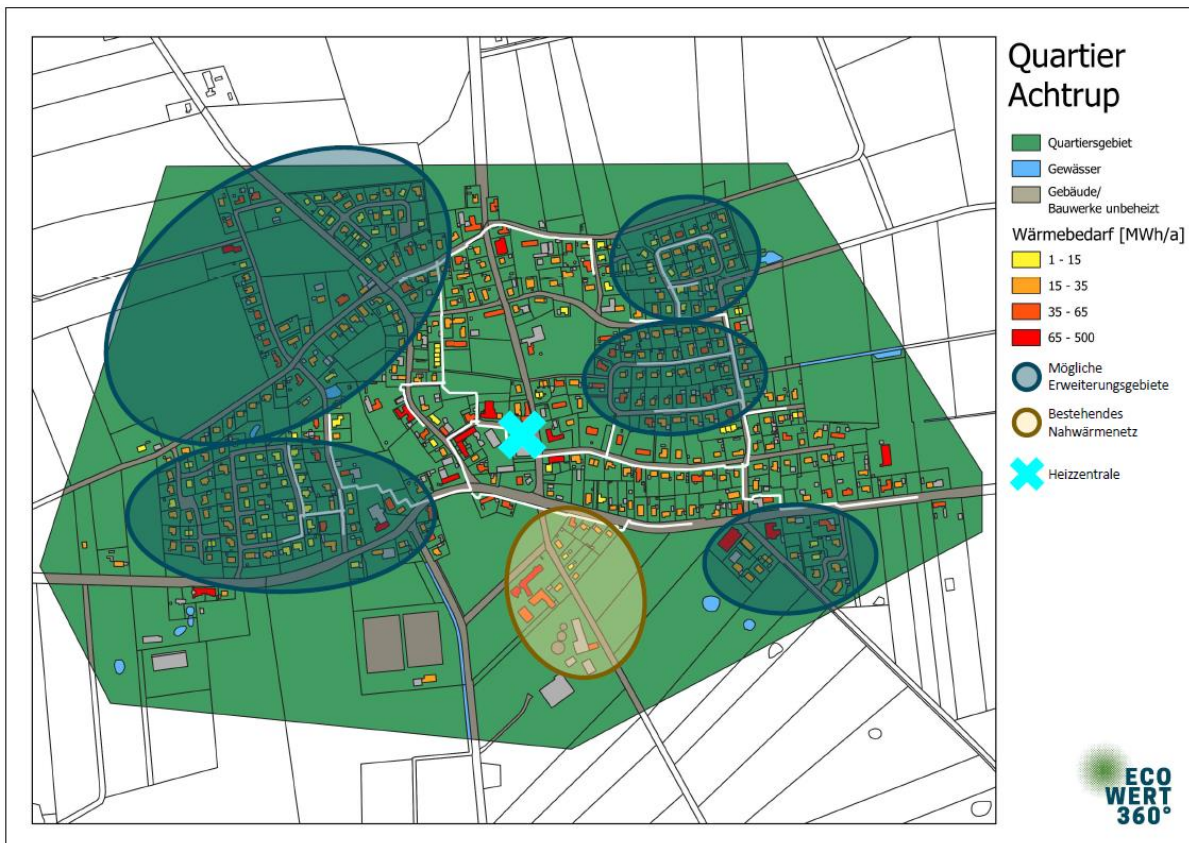 Quartier
Achtrup
Quartiersgebiet
Gewässer
Gebäude/
Bauwerke unbeheizt
Wärmebedarf [MWh/a]
1 - 15
15 - 35
35 - 65
65 - 500
Mögliche
Erweiterungsgebiete
Bestehendes
Nahwärmenetz
Heizzentrale
ECO
WERT
360°